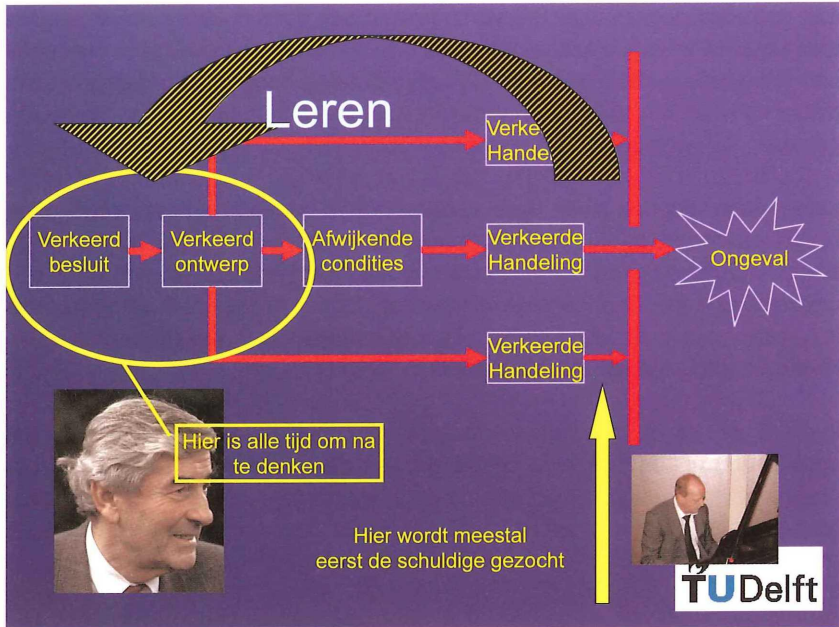 Leren
Verke
Hande
Verkeerd
besluit
Verkeerd
ontwerp
Afwijkende
condities
Verkeerde
Handeling
Ongeval
Verkeerde
Handeling
Hier is alle tijd om na
te denken
Hier wordt meestal
eerst de schuldige gezocht
TUDelft